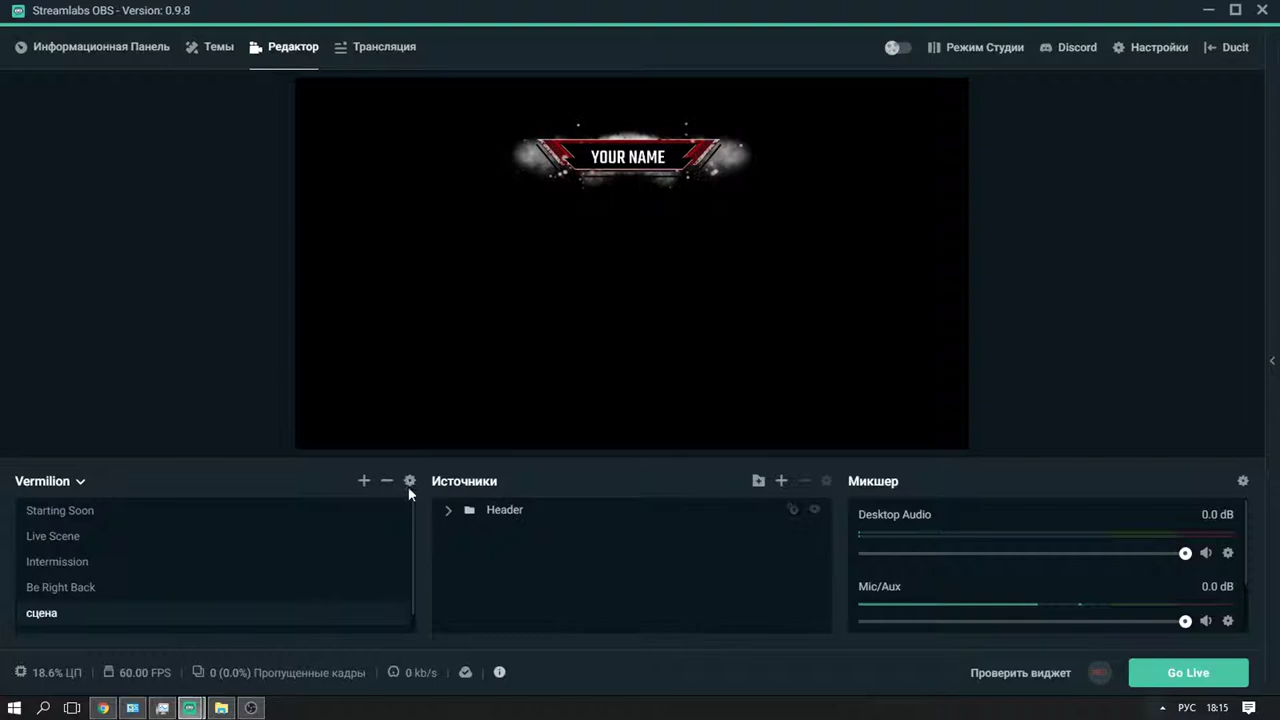 Streamlabs OBS - Version: 0.9.8
Информационная Панель
Темы
Редактор
Трансляция
Режим Студии
Discord
Настройки
Ducit
YOUR NAME
Vermilion
Источники
Микшер
Starting Soon
Live Scene
Intermission
Be Right Back
сцена
Header
Desktop Audio
0.0 dB
Mic/Aux
0.0 dB
18.6% ЦП
60.00 FPS
0 (0.0%) Пропущенные кадры
0 kb/s
Проверить виджет
Go Live
РУС
18:15